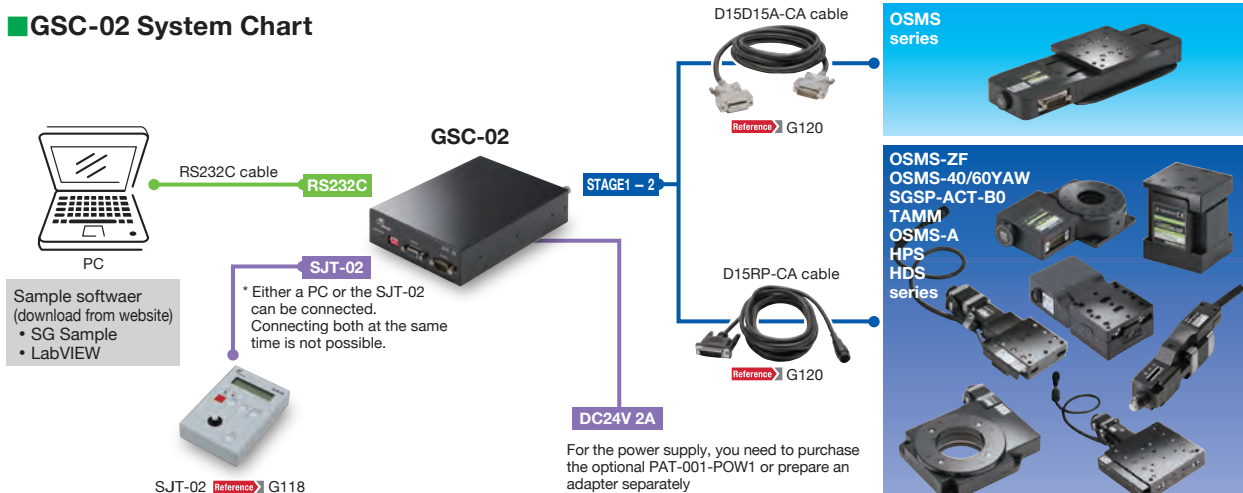 GSC-02 System Chart
D15D15A-CA cable
Reference G120
OSMS
series
GSC-02
RS232C cable
RS232C
STAGE1 – 2
PC
Sample softwaer
(download from website)
• SG Sample
• LabVIEW
SJT-02
* Either a PC or the SJT-02
can be connected.
Connecting both at the same
time is not possible.
SJT-02 Reference G118
D15RP-CA cable
Reference G120
DC24V 2A
For the power supply, you need to purchase
the optional PAT-001-POW1 or prepare an
adapter separately
OSMS-ZF
OSMS-40/60YAW
SGSP-ACT-B0
TAMM
OSMS-A
HPS
HDS
series